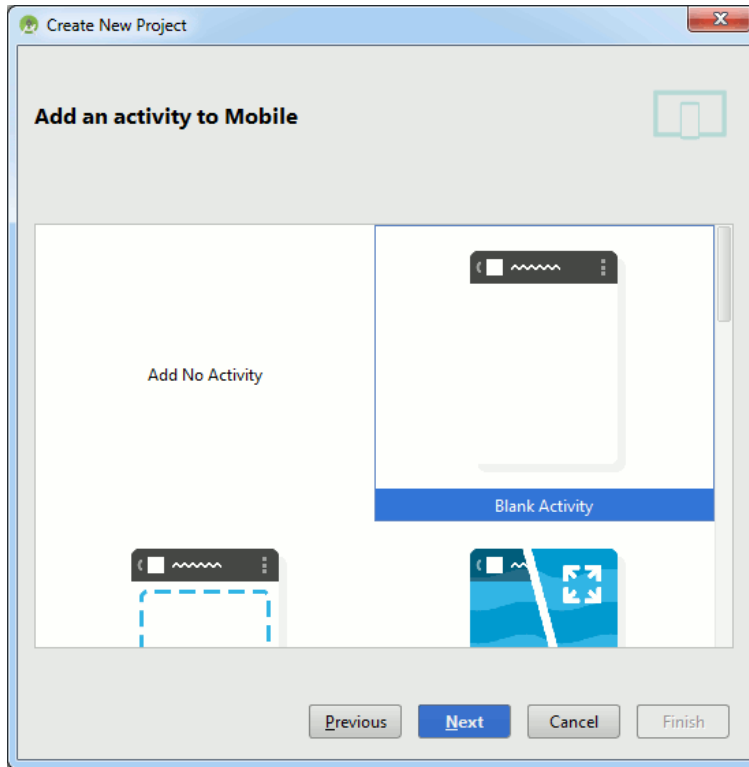 Create New Project
Add an activity to Mobile
Add No Activity
Blank Activity
Previous
Next
Cancel
Finish